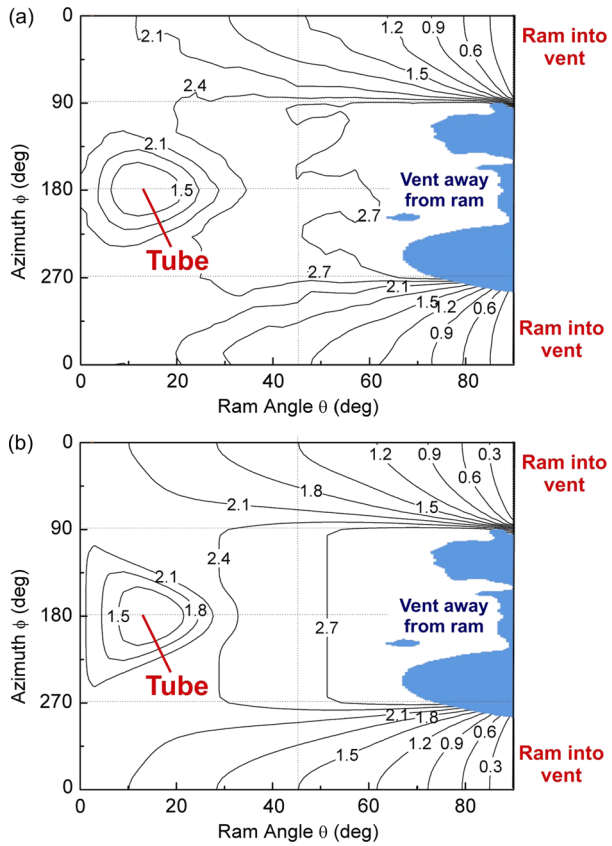 (a)
2.1
1.2
0.9
0.6
Ram into
vent
0
2.4
1.5
90
2.1
180
1.5
Vent away
from ram
2.7
Tube
270
2.7
2.1
1.5
1.2
0.6
0.9
Ram into
vent
0
0
20
40
60
80
Azimuth ϕ (deg)
Ram Angle θ (deg)
(b)
0
1.2
0.9
0.3
Ram into
vent
0.6
1.8
1.5
2.1
90
2.4
2.1
180
1.5
1.8
Vent away
from ram
2.7
Tube
270
2.1
1.8
0.6
1.5
1.2
0.9
Ram into
vent
0.3
0
0
20
40
60
80
Azimuth ϕ (deg)
Ram Angle θ (deg)